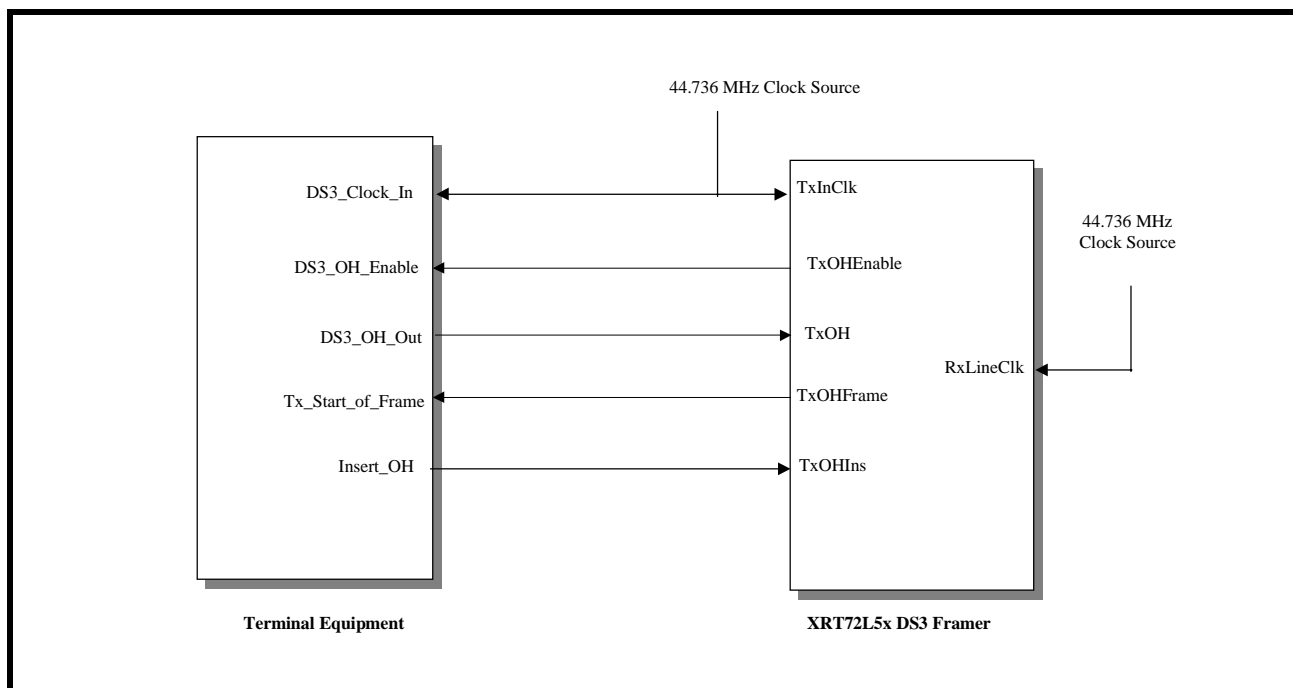 44.736 MHz Clock Source
DS3_Clock_In
TxInClk
44.736 MHz
Clock Source
DS3_OH_Enable
TxOHEnable
DS3_OH_Out
TxOH
RxLineClk
Tx_Start_of_Frame
TxOHFrame
Insert_OH
TxOHIns
Terminal Equipment
XRT72L5x DS3 Framer